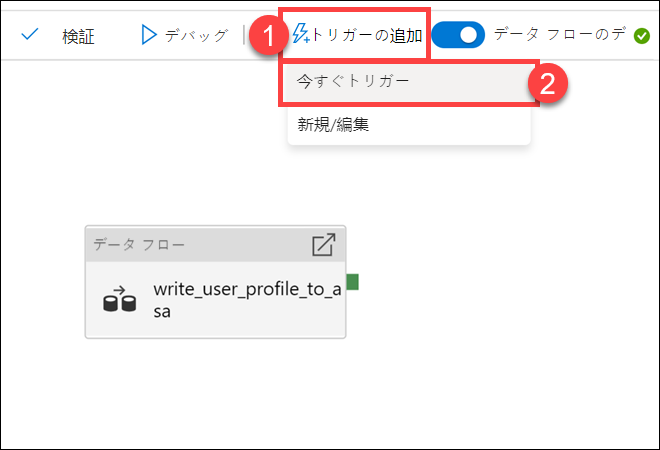 検証
デバッグ
1
トリガーの追加
データ フローのデ
今すぐトリガー
2
新規/編集
データ フロー
write_user_profile_to_a
sa